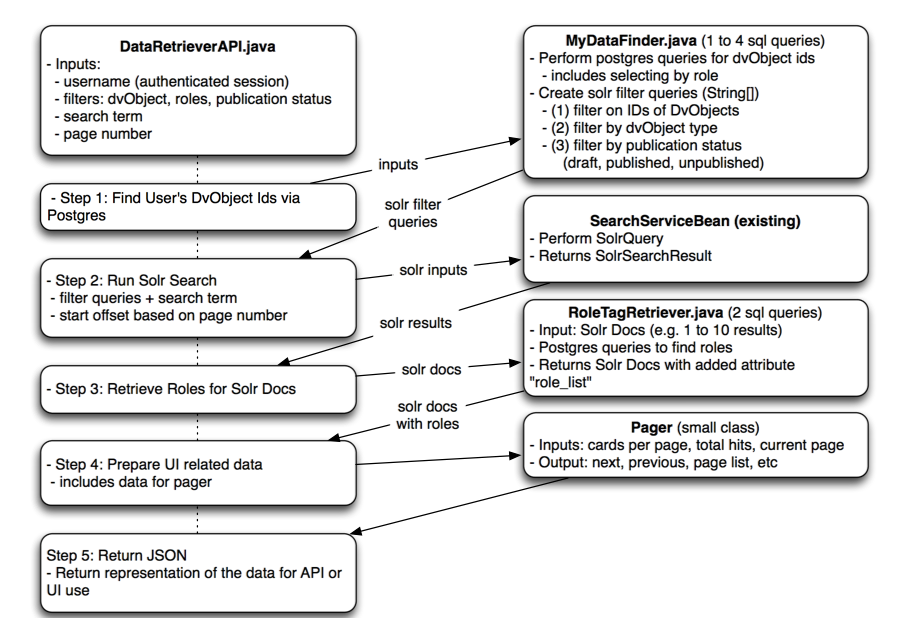 DataRetrieverAPI.java
- Inputs:
- username (authenticated session)
- filters: dvObject, roles, publication status
- search term
- page number
- Step 1: Find User's DvObject Ids via
Postgres
- Step 2: Run Solr Search
- filter queries + search term
- start offset based on page number
- Step 3: Retrieve Roles for Solr Docs
- Step 4: Prepare UI related data
- includes data for pager
Step 5: Return JSON
- Return representation of the data for API or
UI use
inputs
solr filter
queries
solr inputs
solr results
solr docs
solr docs
with roles
MyDataFinder.java (1 to 4 sql queries)
- Perform postgres queries for dvObject ids
- includes selecting by role
- Create solr filter queries (String[])
- (1) filter on IDs of DvObjects
- (2) filter by dvObject type
- (3) filter by publication status
(draft, published, unpublished)
SearchServiceBean (existing)
- Perform SolrQuery
- Returns SolrSearchResult
RoleTagRetriever.java (2 sql queries)
- Input: Solr Docs (e.g. 1 to 10 results)
- Postgres queries to find roles
- Returns Solr Docs with added attribute
"role_list"
Pager (small class)
- Inputs: cards per page, total hits, current page
- Output: next, previous, page list, etc